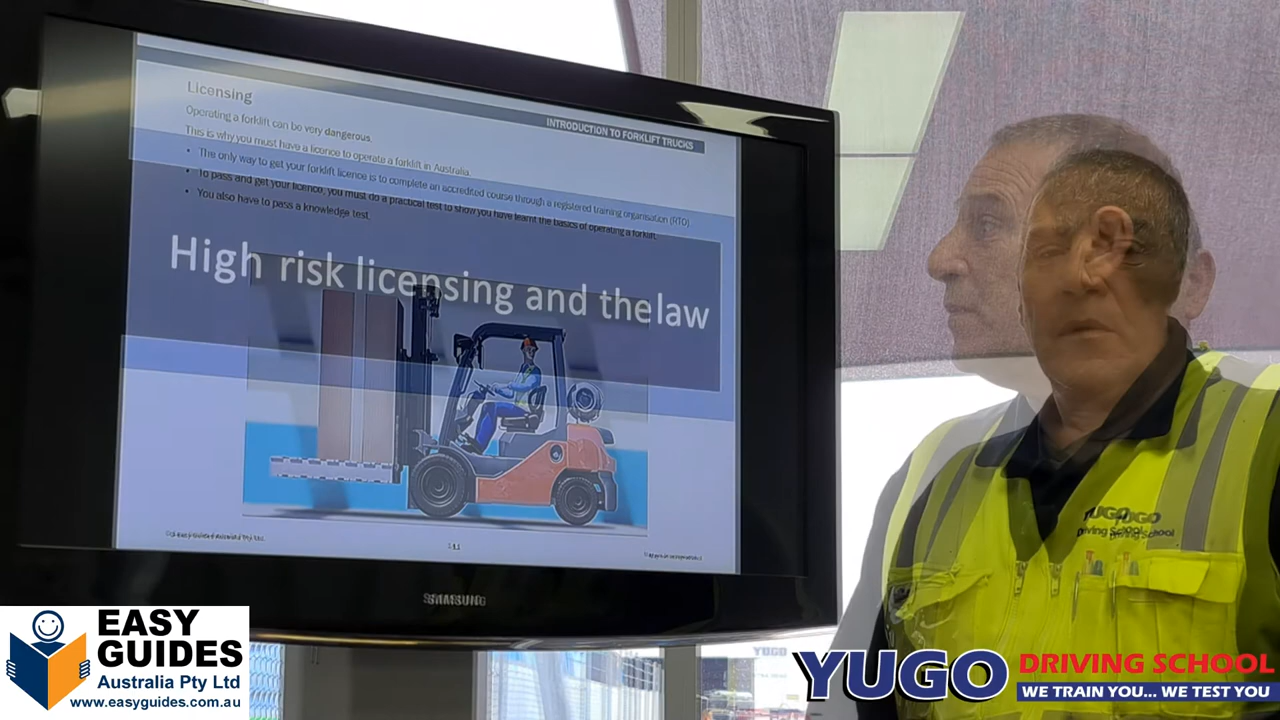 Licensing
INTRODUCTION TO FORKLIFT TRUCKS
Operating a forklift can be very dangerous.
This is why you must have a licence to operate a forklift in Australia.
• The only way to get your forklift licence is to complete an accredited course through a registered training organisation (RTO).
• To pass and get your licence, you must do a practical test to show you have learnt the basics of operating a forklift.
• You also have to pass a knowledge test.
High risk licensing and the law
SAMSUNG
YUGO
Driving School
EASY
GUIDES
Australia Pty Ltd
www.easyguides.com.au
YUGO
YUGO DRIVING SCHOOL
WE TRAIN YOU... WE TEST YOU